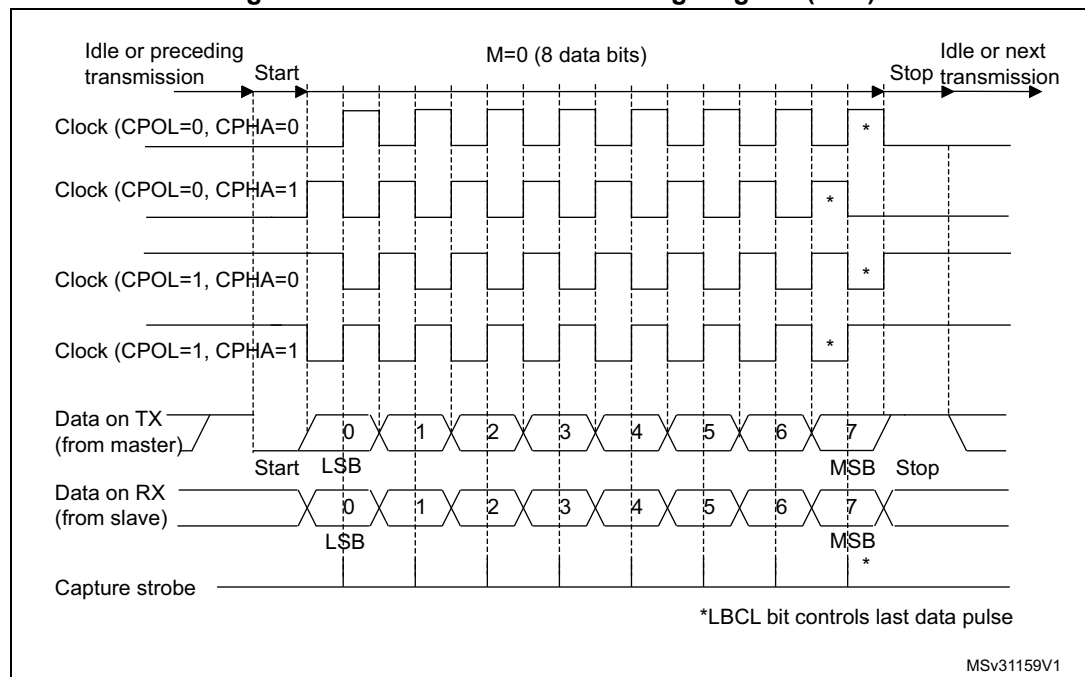 Idle or preceding
transmission
Start
M=0 (8 data bits)
Stop
Idle or next
transmission
Clock (CPOL=0, CPHA=0
*
Clock (CPOL=0, CPHA=1
*
Clock (CPOL=1, CPHA=0
*
Clock (CPOL=1, CPHA=1
*
Data on TX
(from master)
0 1 2 3 4 5 6 7
Start LSB MSB Stop
Data on RX
(from slave)
0 1 2 3 4 5 6 7
LSB MSB
*
Capture strobe
*LBCL bit controls last data pulse
MSv31159V1